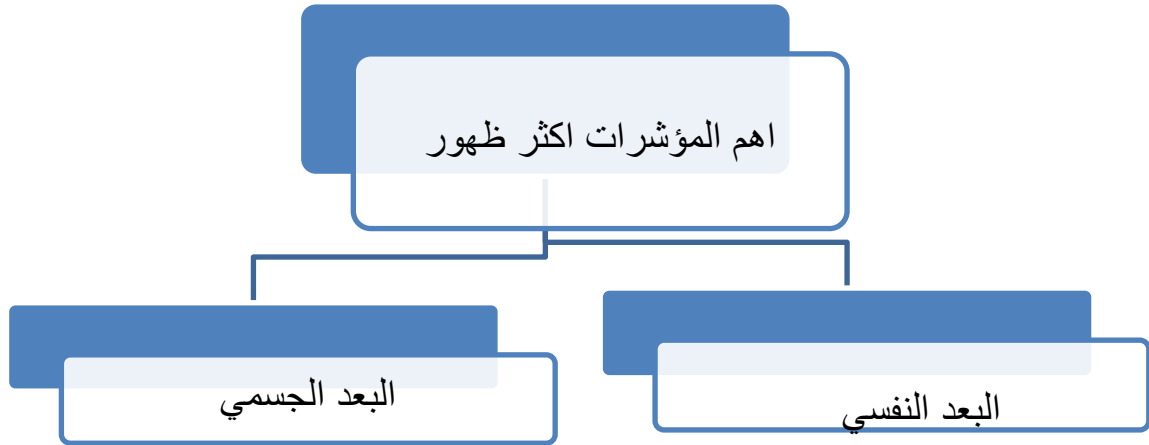 اهم المؤشرات اكثر ظهور
البعد النفسي
البعد الجسمي